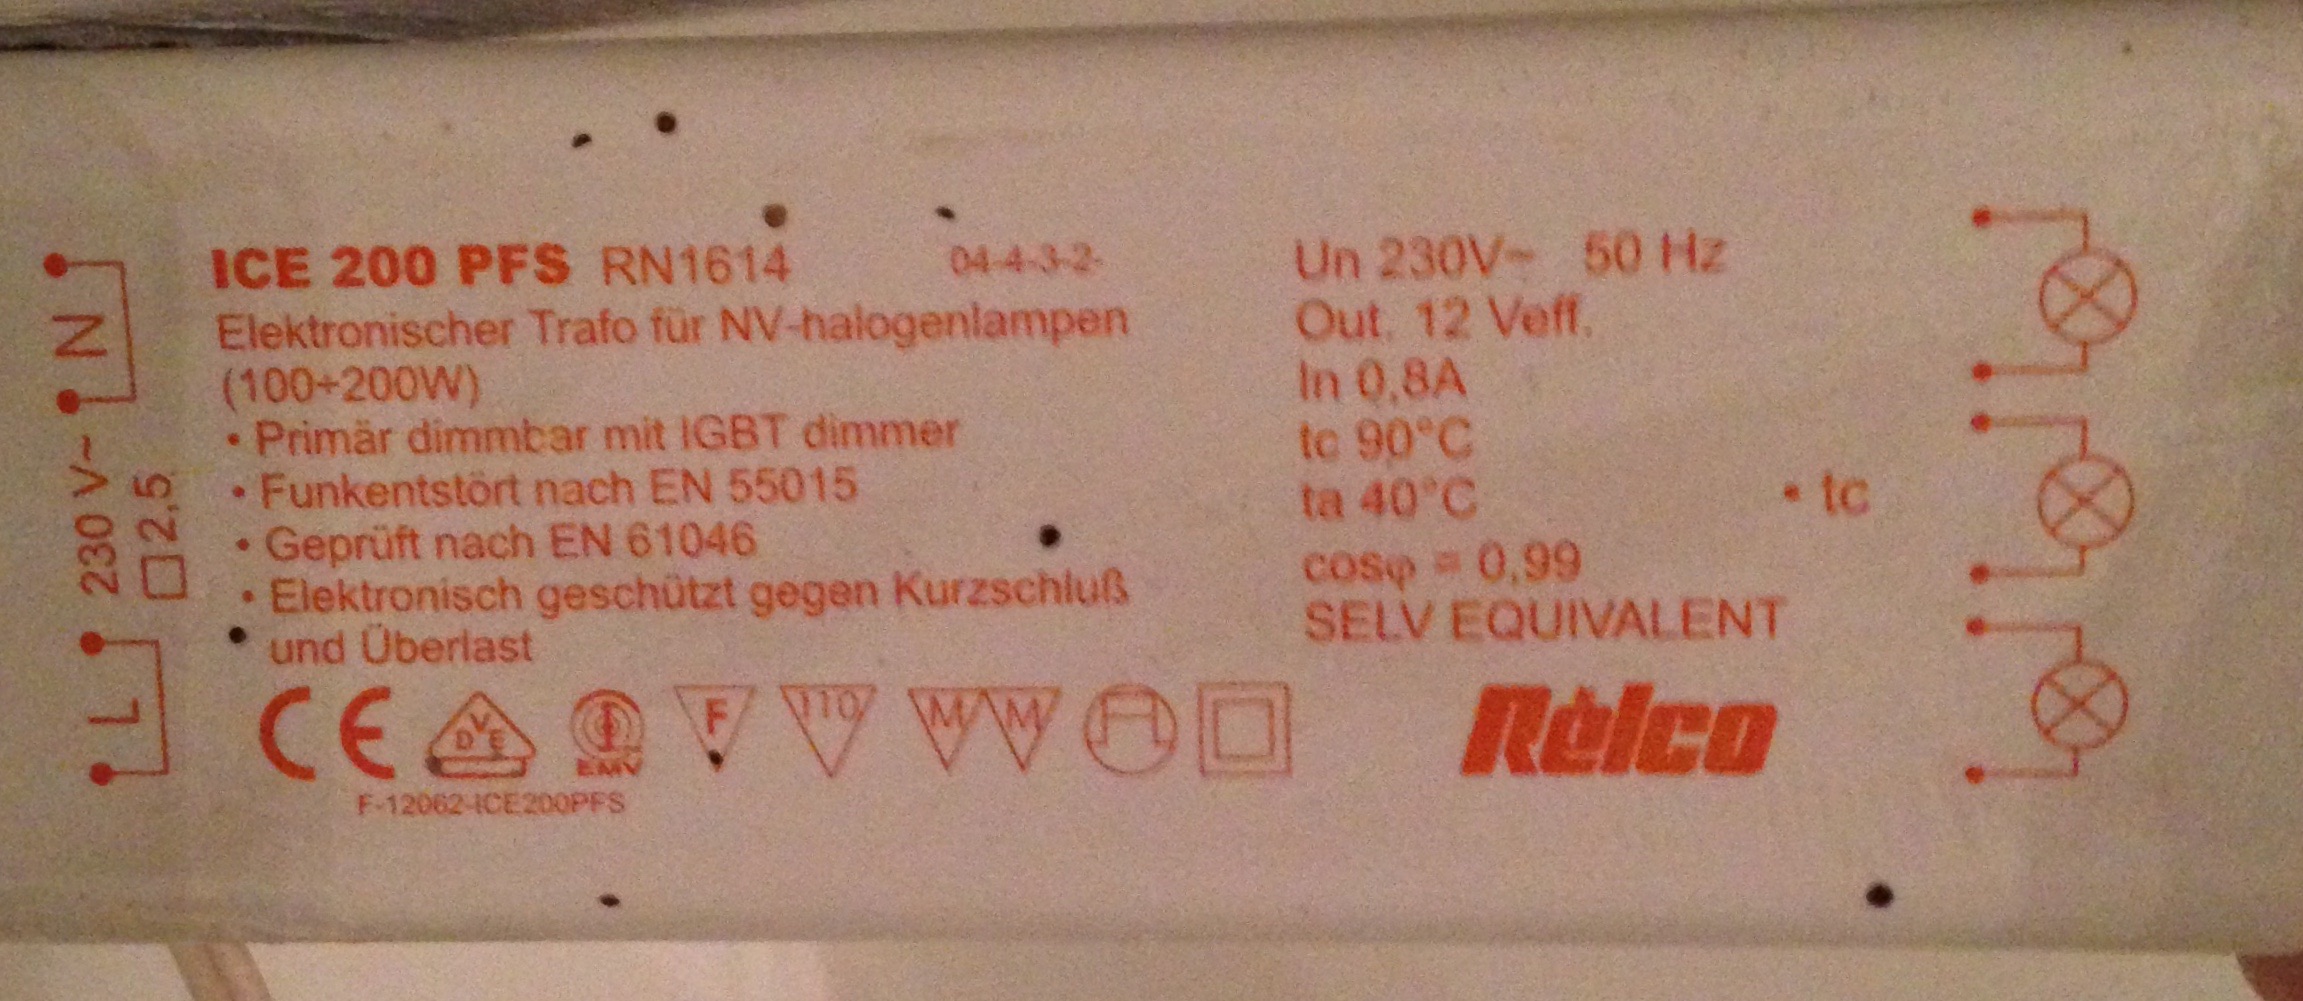 ICE 200 PFS RN1614 04-4-3-2-
Elektronischer Trafo für NV-halogenlampen
(100÷200W)
• Primär dimmbar mit IGBT dimmer
• Funkentstört nach EN 55015
• Geprüft nach EN 61046
• Elektronisch geschützt gegen Kurzschluß
und Überlast
N
230 V~
2,5
L
CE
DVE
EMV
F
110
M M
F-12062-ICE200PFS
Un 230V~ 50 Hz
Out. 12 Veff.
In 0,8A
tc 90°C
ta 40°C
• tc
cosφ = 0,99
SELV EQUIVALENT
Relco